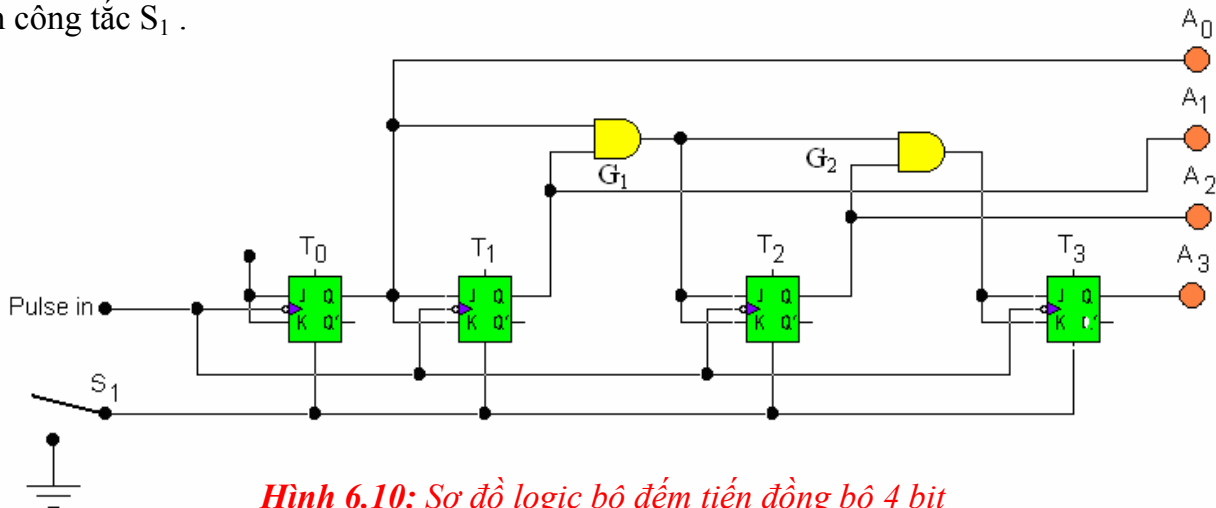 công tắc S₁ .
A₀
A₁
G₁
G₂
A₂
T₀
T₁
T₂
T₃
A₃
J Q
K Q'
J Q
K Q'
J Q
K Q'
J Q
K
Pulse in
S₁
Hình 6.10: Sơ đồ logic bộ đếm tiến đồng bộ 4 bit